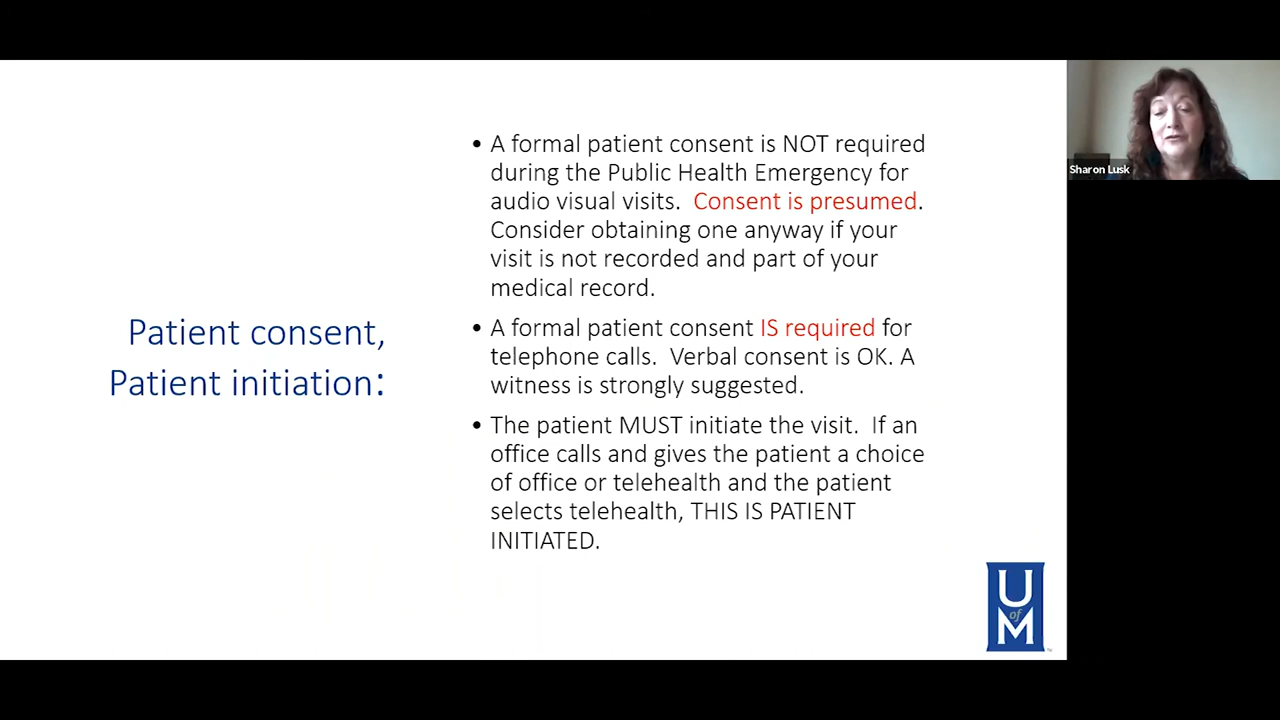 Patient consent,
Patient initiation:
• A formal patient consent is NOT required
during the Public Health Emergency for
audio visual visits.  Consent is presumed.
Consider obtaining one anyway if your
visit is not recorded and part of your
medical record.
• A formal patient consent IS required for
telephone calls.  Verbal consent is OK. A
witness is strongly suggested.
• The patient MUST initiate the visit.  If an
office calls and gives the patient a choice
of office or telehealth and the patient
selects telehealth, THIS IS PATIENT
INITIATED.
Sharon Lusk
U
of
M